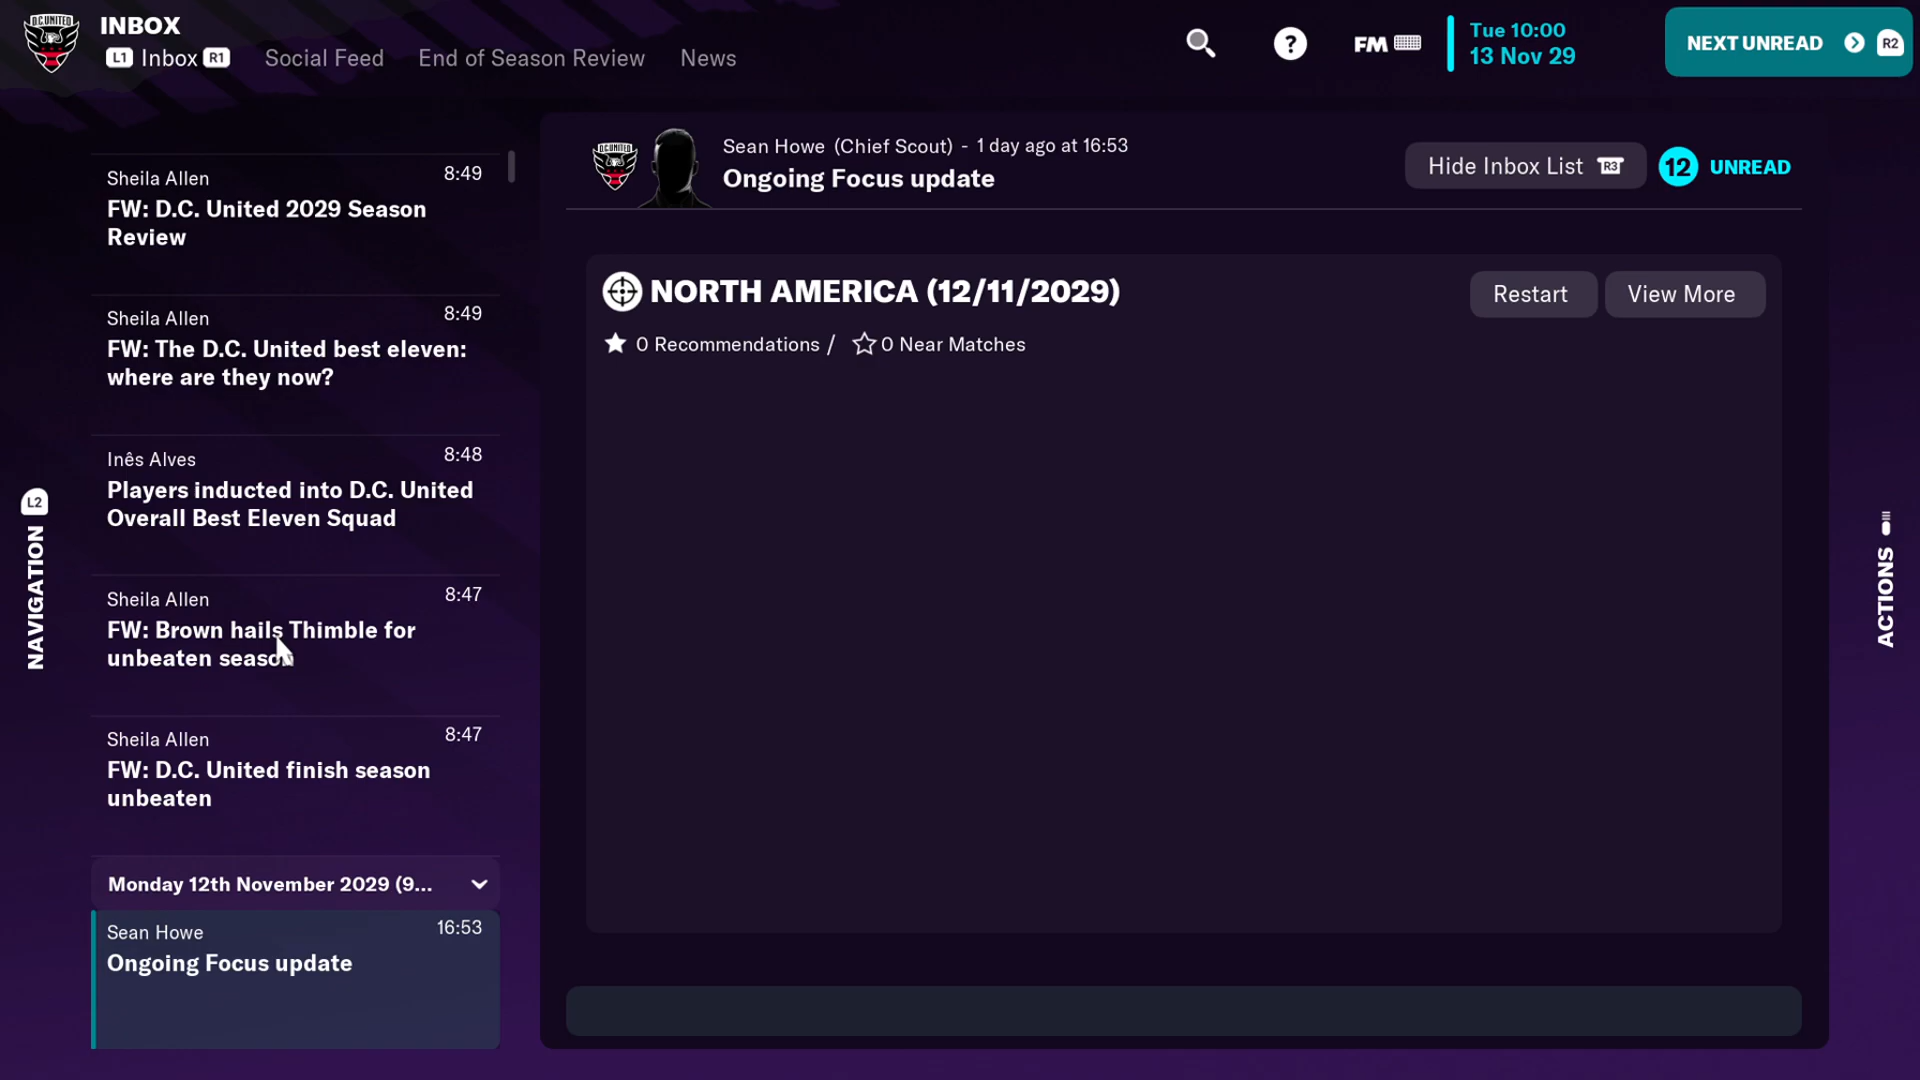 INBOX
L1 Inbox R1 Social Feed End of Season Review News
FM
Tue 10:00
13 Nov 29
NEXT UNREAD R2
Sheila Allen 8:49
FW: D.C. United 2029 Season
Review
Sheila Allen 8:49
FW: The D.C. United best eleven:
where are they now?
Inês Alves 8:48
Players inducted into D.C. United
Overall Best Eleven Squad
Sheila Allen 8:47
FW: Brown hails Thimble for
unbeaten season
Sheila Allen 8:47
FW: D.C. United finish season
unbeaten
Monday 12th November 2029 (9...
Sean Howe 16:53
Ongoing Focus update
NAVIGATION L2
D.C. UNITED
Sean Howe (Chief Scout) - 1 day ago at 16:53
Ongoing Focus update
Hide Inbox List R3
12 UNREAD
NORTH AMERICA (12/11/2029)
Restart
View More
0 Recommendations / 0 Near Matches
ACTIONS
D.C. UNITED